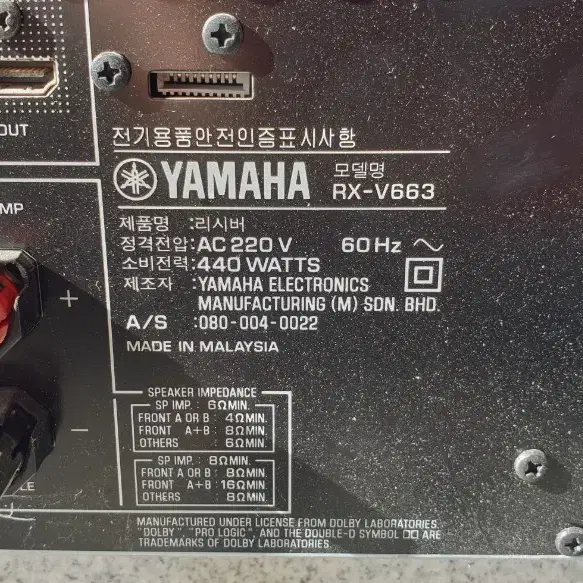 OUT
전기용품안전인증표시사항
YAMAHA 모델명
RX-V663
MP
제품명 :리시버
정격전압:AC 220 V 60 Hz ～
소비전력:440 WATTS
제조자 :YAMAHA ELECTRONICS
MANUFACTURING (M) SDN. BHD.
A/S :080-004-0022
MADE IN MALAYSIA
+
SPEAKER IMPEDANCE
SP IMP. : 6ΩMIN.
FRONT A OR B : 4ΩMIN.
FRONT A+B : 8ΩMIN.
OTHERS : 6ΩMIN.
−
SP IMP. : 8ΩMIN.
FRONT A OR B : 8ΩMIN.
FRONT A+B : 16ΩMIN.
OTHERS : 8ΩMIN.
LE
MANUFACTURED UNDER LICENSE FROM DOLBY LABORATORIES.
"DOLBY", "PRO LOGIC", AND THE DOUBLE-D SYMBOL ARE
TRADEMARKS OF DOLBY LABORATORIES.